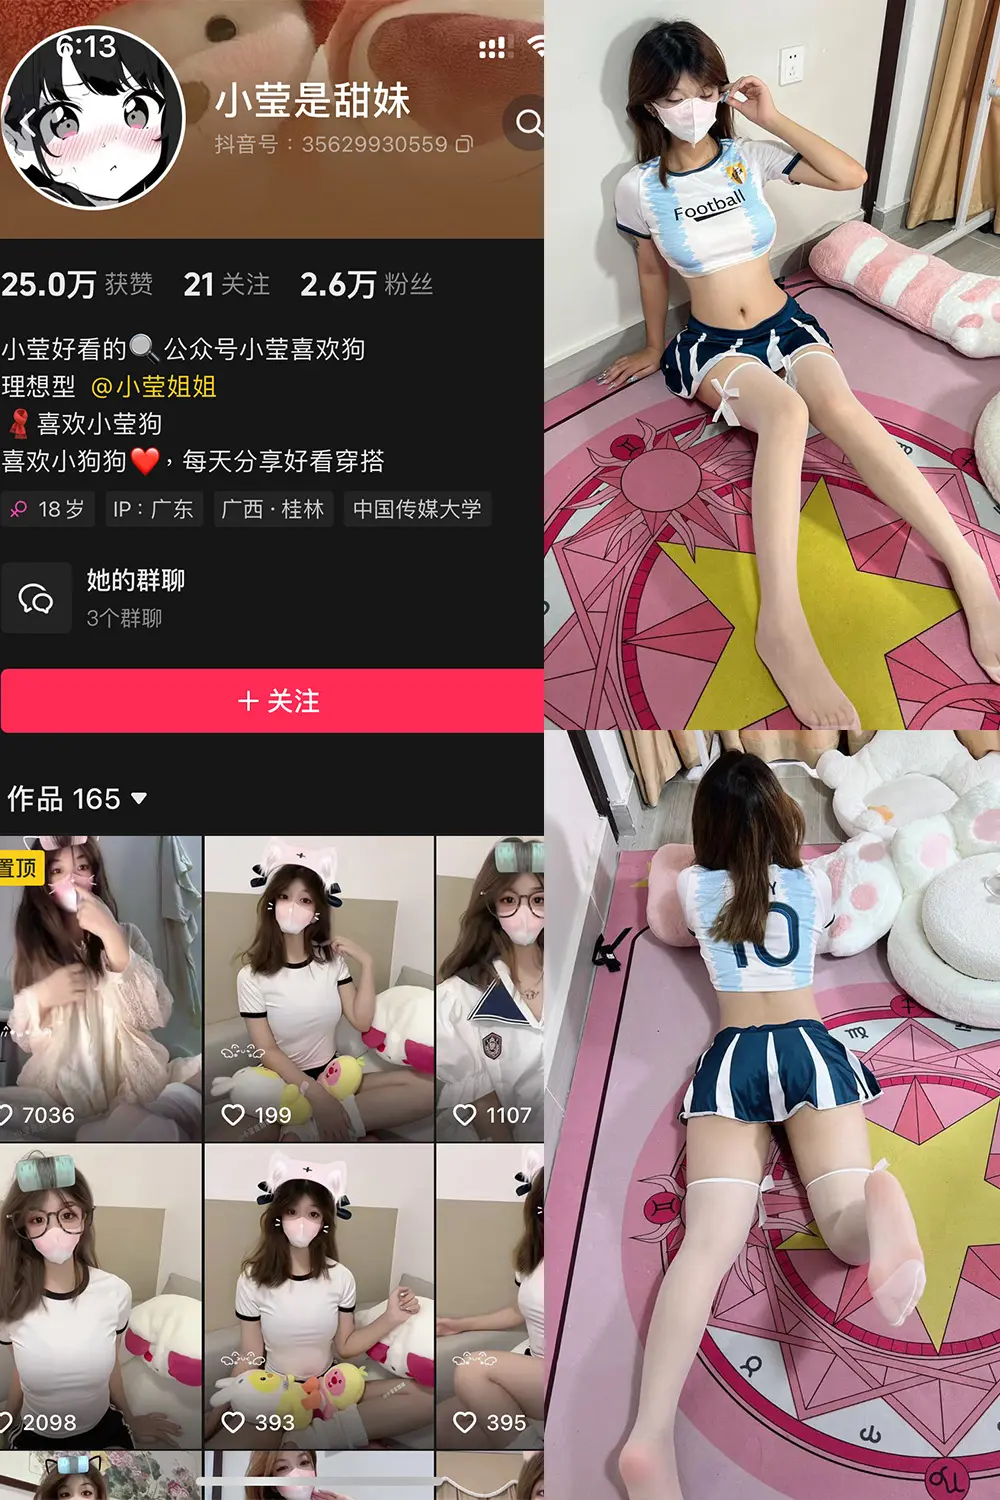 6:13
小莹是甜妹
抖音号：35629930559
25.0万 获赞 21 关注 2.6万 粉丝
小莹好看的🔍公众号小莹喜欢狗
理想型 @小莹姐姐
🧣喜欢小莹狗
喜欢小狗狗❤️，每天分享好看穿搭
18岁 IP：广东 广西·桂林 中国传媒大学
她的群聊
3个群聊
+ 关注
作品 165
置顶
7036
199
1107
2098
393
395
Football
10